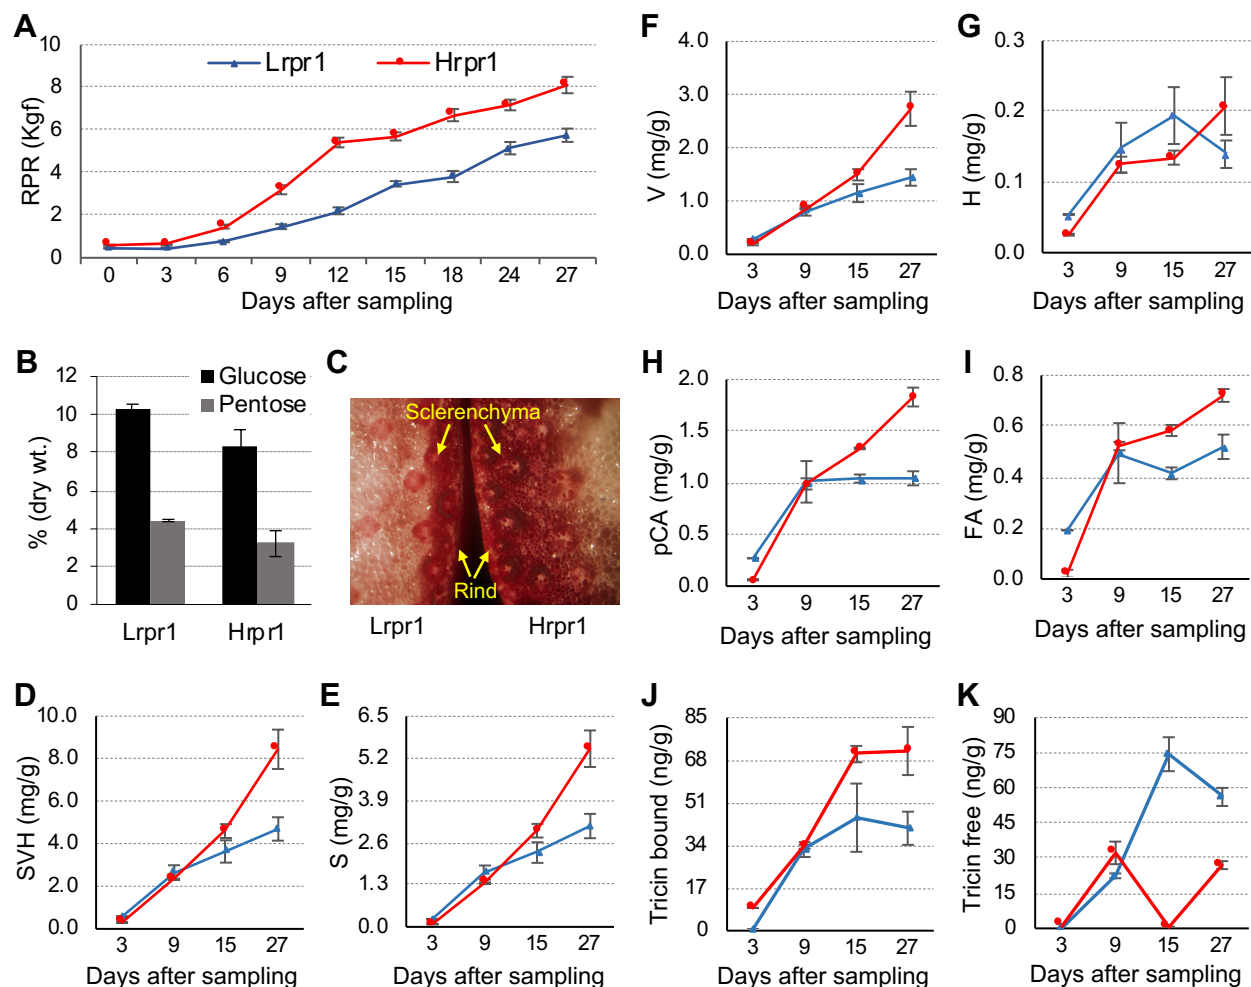 A
10
8
6
4
2
0
RPR (Kgf)
Lrpr1
Hrpr1
0 3 6 9 12 15 18 24 27
Days after sampling
F
4.0
3.0
2.0
1.0
0.0
V (mg/g)
3 9 15 27
Days after sampling
G
0.3
0.2
0.1
0.0
H (mg/g)
3 9 15 27
Days after sampling
B
12
10
8
6
4
2
0
% (dry wt.)
Glucose
Pentose
Lrpr1 Hrpr1
C
Sclerenchyma
Rind
Lrpr1 Hrpr1
H
2.0
1.5
1.0
0.5
0.0
pCA (mg/g)
3 9 15 27
Days after sampling
I
0.8
0.6
0.4
0.2
0.0
FA (mg/g)
3 9 15 27
Days after sampling
D
10.0
8.0
6.0
4.0
2.0
0.0
SVH (mg/g)
3 9 15 27
Days after sampling
E
6.5
5.2
3.9
2.6
1.3
0.0
S (mg/g)
3 9 15 27
Days after sampling
J
85
68
51
34
17
0
Tricin bound (ng/g)
3 9 15 27
Days after sampling
K
90
75
60
45
30
15
0
Tricin free (ng/g)
3 9 15 27
Days after sampling